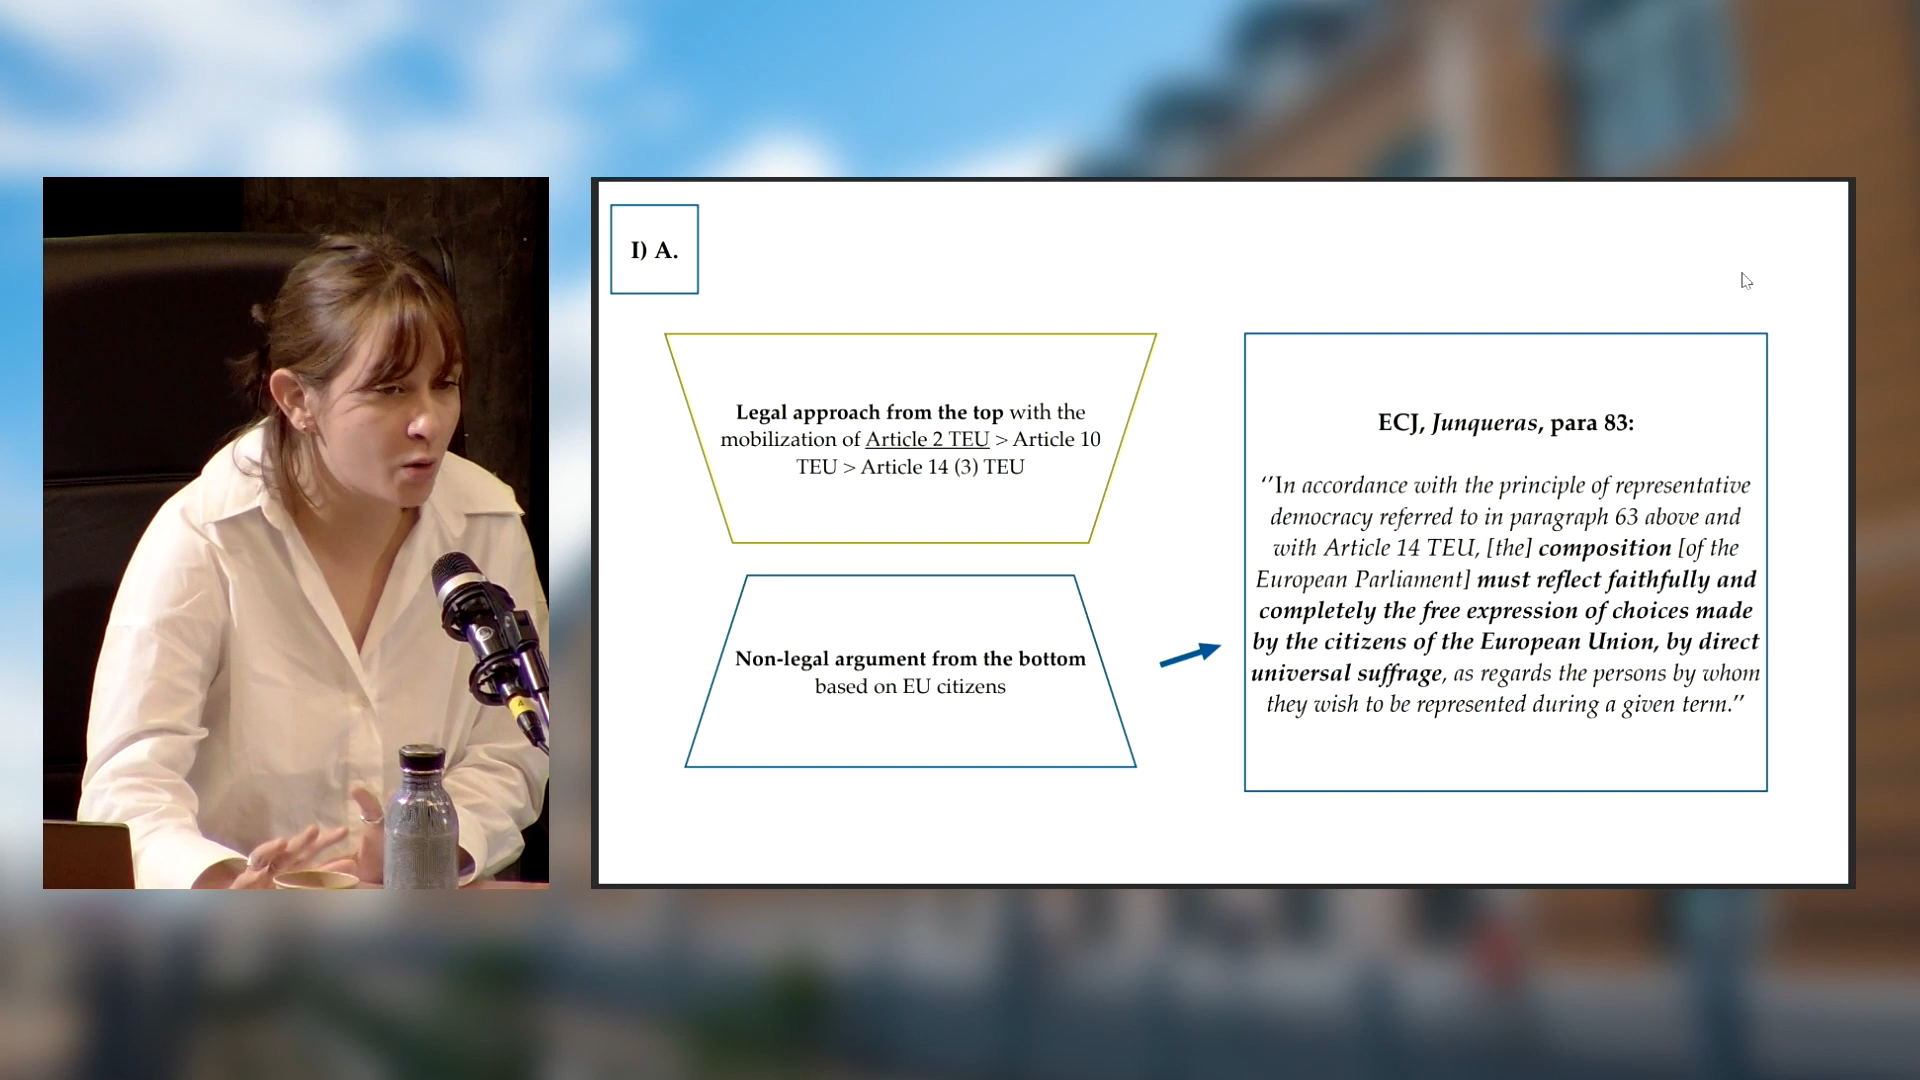 I) A.
Legal approach from the top with the
mobilization of Article 2 TEU > Article 10
TEU > Article 14 (3) TEU
Non-legal argument from the bottom
based on EU citizens
ECJ, Junqueras, para 83:
‘’In accordance with the principle of representative
democracy referred to in paragraph 63 above and
with Article 14 TEU, [the] composition [of the
European Parliament] must reflect faithfully and
completely the free expression of choices made
by the citizens of the European Union, by direct
universal suffrage, as regards the persons by whom
they wish to be represented during a given term.’’
4